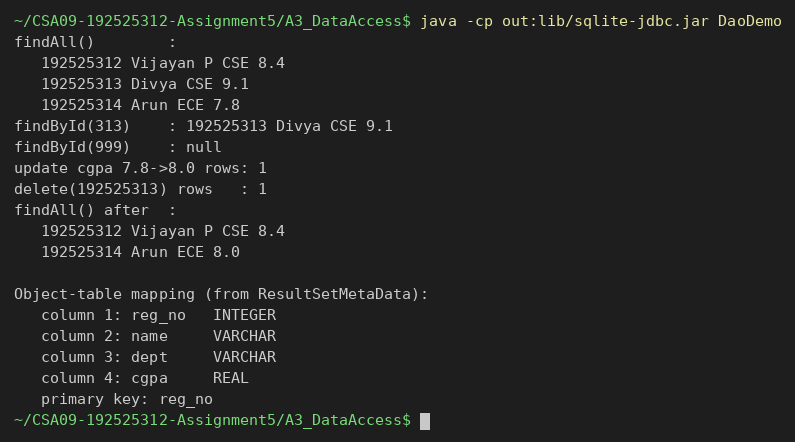 ~/CSA09-192525312-Assignment5/A3_DataAccess$ java -cp out:lib/sqlite-jdbc.jar DaoDemo
findAll()        :
   192525312 Vijayan P CSE 8.4
   192525313 Divya CSE 9.1
   192525314 Arun ECE 7.8
findById(313)    : 192525313 Divya CSE 9.1
findById(999)    : null
update cgpa 7.8->8.0 rows: 1
delete(192525313) rows   : 1
findAll() after  :
   192525312 Vijayan P CSE 8.4
   192525314 Arun ECE 8.0

Object-table mapping (from ResultSetMetaData):
   column 1: reg_no   INTEGER
   column 2: name     VARCHAR
   column 3: dept     VARCHAR
   column 4: cgpa     REAL
   primary key: reg_no
~/CSA09-192525312-Assignment5/A3_DataAccess$